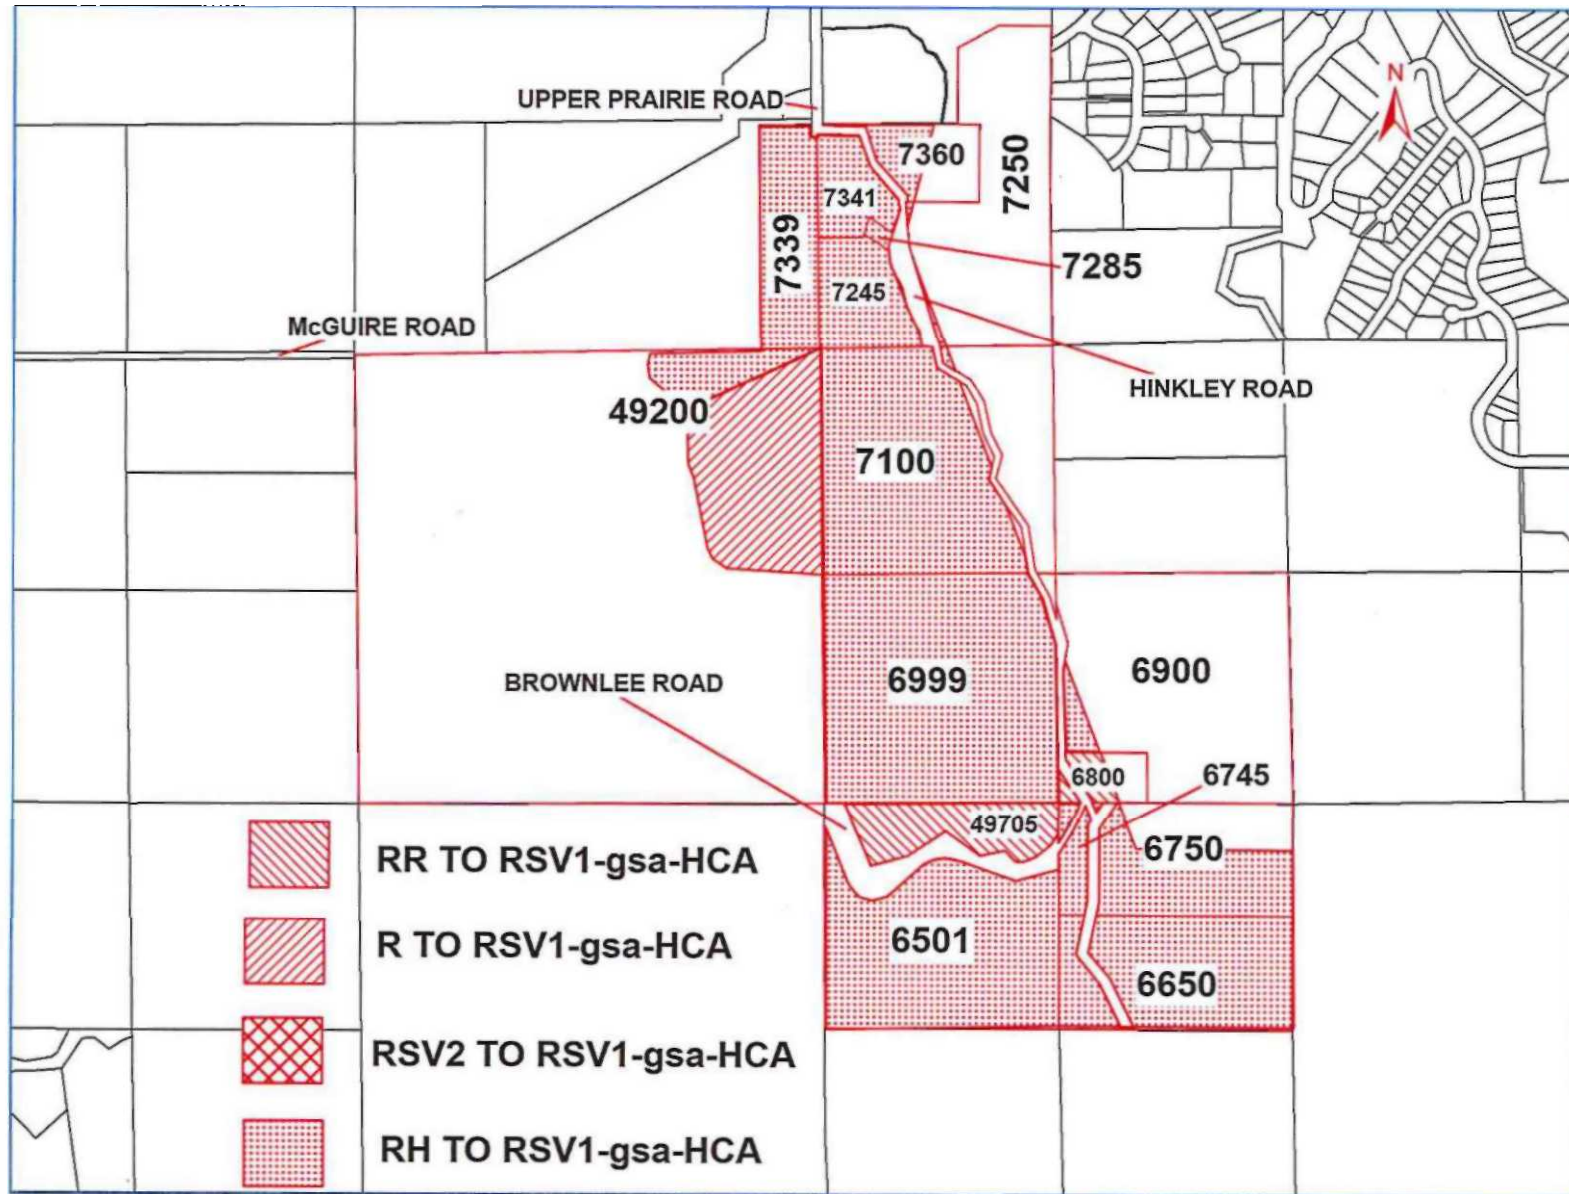 N
UPPER PRAIRIE ROAD
7360
7250
7341
7339
7285
7245
McGUIRE ROAD
HINKLEY ROAD
49200
7100
6999
6900
BROWNLEE ROAD
6800
6745
49705
6750
RR TO RSV1-gsa-HCA
6501
R TO RSV1-gsa-HCA
6650
RSV2 TO RSV1-gsa-HCA
RH TO RSV1-gsa-HCA